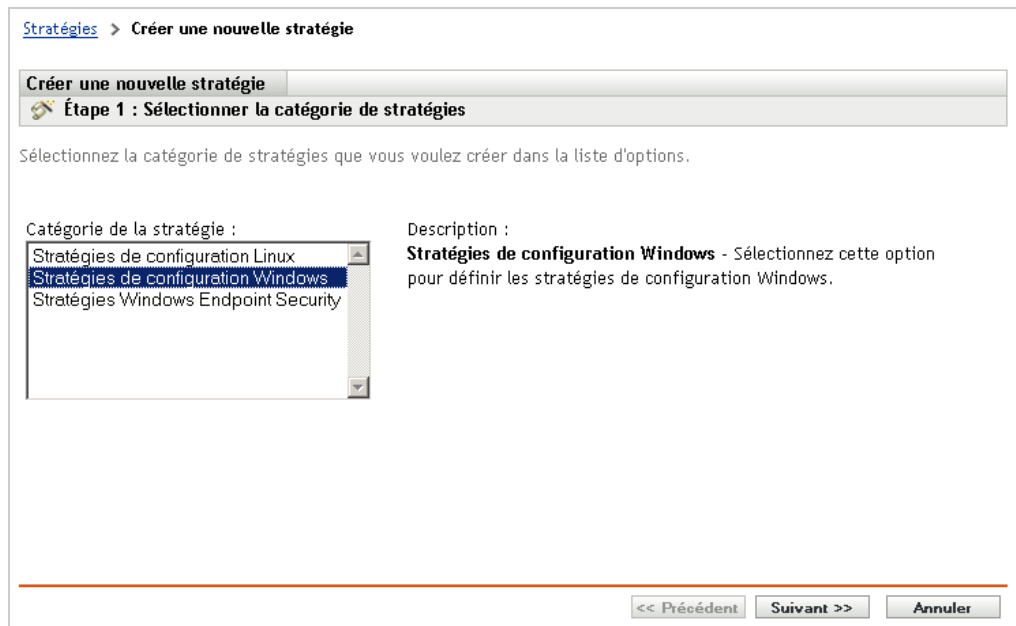 Stratégies > Créer une nouvelle stratégie
Créer une nouvelle stratégie
Étape 1 : Sélectionner la catégorie de stratégies
Sélectionnez la catégorie de stratégies que vous voulez créer dans la liste d'options.
Catégorie de la stratégie :
Stratégies de configuration Linux
Stratégies de configuration Windows
Stratégies Windows Endpoint Security
Description :
Stratégies de configuration Windows - Sélectionnez cette option
pour définir les stratégies de configuration Windows.
<< Précédent Suivant >> Annuler